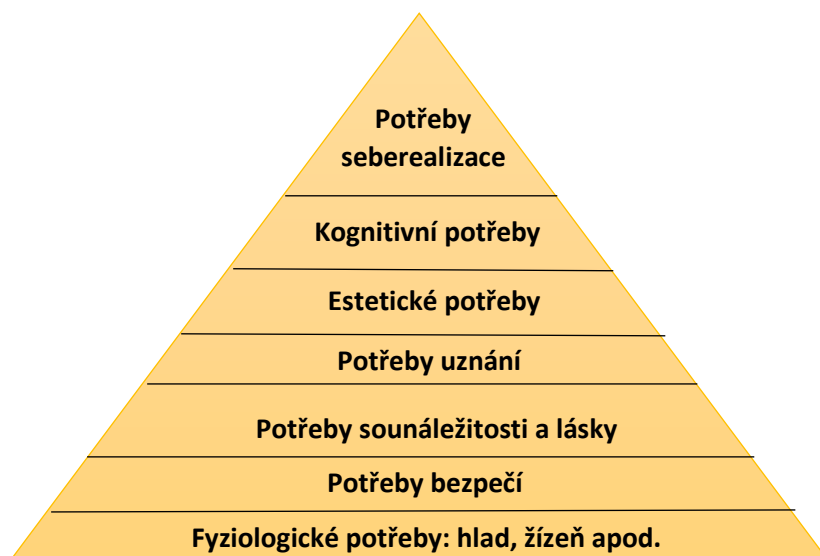 Potřeby
seberealizace
Kognitivní potřeby
Estetické potřeby
Potřeby uznání
Potřeby sounáležitosti a lásky
Potřeby bezpečí
Fyziologické potřeby: hlad, žízeň apod.